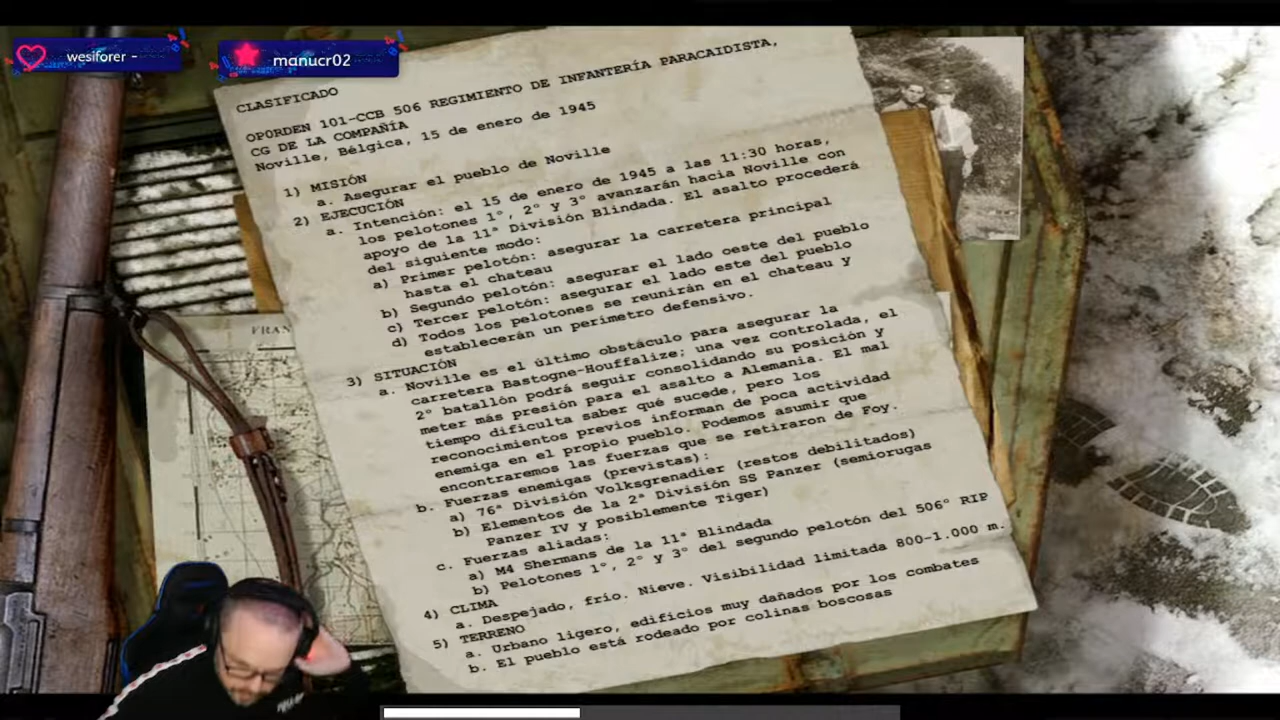 wesiforer -
manucr02
CLASIFICADO
OPORDEN 101-CCB 506 REGIMIENTO DE INFANTERÍA PARACAIDISTA,
CG DE LA COMPAÑÍA
Noville, Bélgica, 15 de enero de 1945
1) MISIÓN
a. Asegurar el pueblo de Noville
2) EJECUCIÓN
a. Intención: el 15 de enero de 1945 a las 11:30 horas,
los pelotones 1°, 2° y 3° avanzarán hacia Noville con
apoyo de la 11ª División Blindada. El asalto procederá
del siguiente modo:
a) Primer pelotón: asegurar la carretera principal
hasta el chateau
b) Segundo pelotón: asegurar el lado oeste del pueblo
c) Tercer pelotón: asegurar el lado este del pueblo
d) Todos los pelotones se reunirán en el chateau y
establecerán un perímetro defensivo.
3) SITUACIÓN
a. Noville es el último obstáculo para asegurar la
carretera Bastogne-Houffalize; una vez controlada, el
2° batallón podrá seguir consolidando su posición y
meter más presión para el asalto a Alemania. El mal
tiempo dificulta saber qué sucede, pero los
reconocimientos previos informan de poca actividad
enemiga en el propio pueblo. Podemos asumir que
encontraremos las fuerzas que se retiraron de Foy.
b. Fuerzas enemigas (previstas):
a) 76ª División Volksgrenadier (restos debilitados)
b) Elementos de la 2ª División SS Panzer (semiorugas
Panzer IV y posiblemente Tiger)
c. Fuerzas aliadas:
a) M4 Shermans de la 11ª Blindada
b) Pelotones 1°, 2° y 3° del segundo pelotón del 506° RIP
4) CLIMA
a. Despejado, frío. Nieve. Visibilidad limitada 800-1.000 m.
5) TERRENO
a. Urbano ligero, edificios muy dañados por los combates
b. El pueblo está rodeado por colinas boscosas